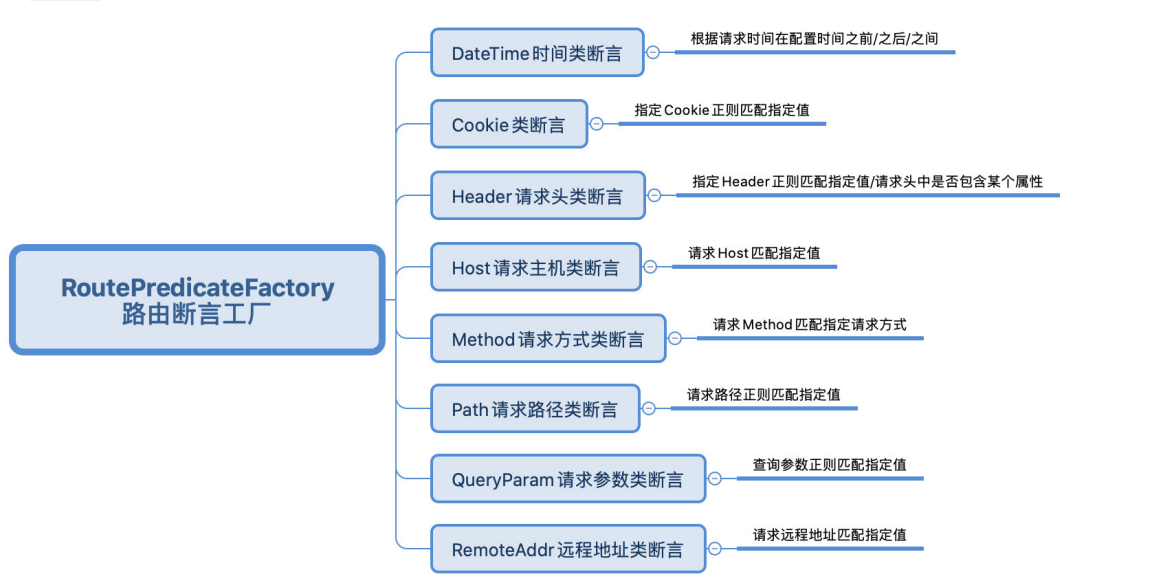 RoutePredicateFactory
路由断言工厂
DateTime时间类断言
根据请求时间在配置时间之前/之后/之间
Cookie类断言
指定Cookie正则匹配指定值
Header请求头类断言
指定Header正则匹配指定值/请求头中是否包含某个属性
Host请求主机类断言
请求Host匹配指定值
Method请求方式类断言
请求Method匹配指定请求方式
Path请求路径类断言
请求路径正则匹配指定值
QueryParam请求参数类断言
查询参数正则匹配指定值
RemoteAddr远程地址类断言
请求远程地址匹配指定值